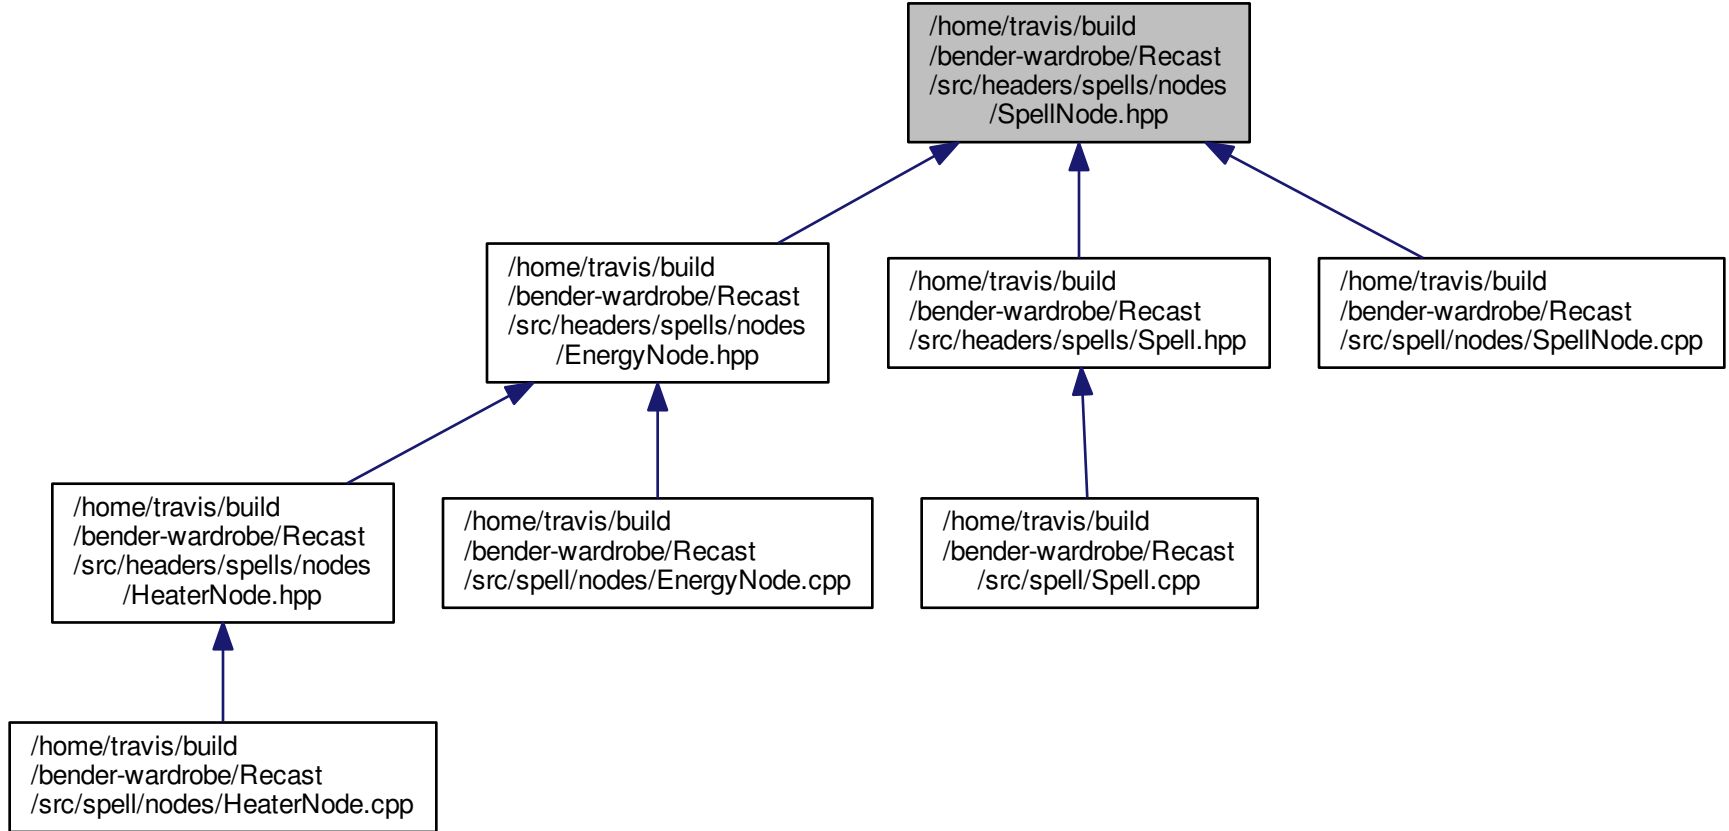 /home/travis/build
/bender-wardrobe/Recast
/src/headers/spells/nodes
/SpellNode.hpp
/home/travis/build
/bender-wardrobe/Recast
/src/headers/spells/nodes
/EnergyNode.hpp
/home/travis/build
/bender-wardrobe/Recast
/src/headers/spells/Spell.hpp
/home/travis/build
/bender-wardrobe/Recast
/src/spell/nodes/SpellNode.cpp
/home/travis/build
/bender-wardrobe/Recast
/src/headers/spells/nodes
/HeaterNode.hpp
/home/travis/build
/bender-wardrobe/Recast
/src/spell/nodes/EnergyNode.cpp
/home/travis/build
/bender-wardrobe/Recast
/src/spell/Spell.cpp
/home/travis/build
/bender-wardrobe/Recast
/src/spell/nodes/HeaterNode.cpp